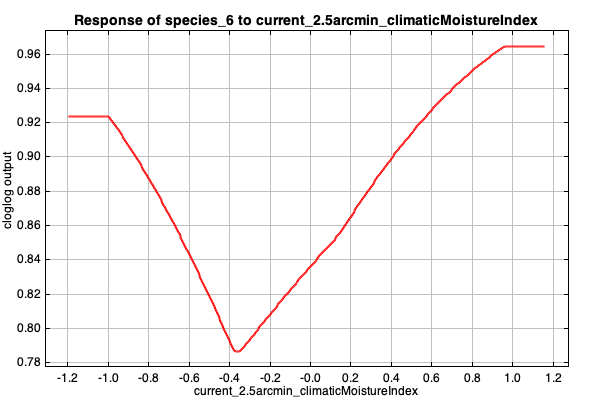 Response of species_6 to current_2.5arcmin_climaticMoistureIndex
0.96
0.94
0.92
0.90
0.88
0.86
0.84
0.82
0.80
0.78
cloglog output
-1.2 -1.0 -0.8 -0.6 -0.4 -0.2 -0.0 0.2 0.4 0.6 0.8 1.0 1.2
current_2.5arcmin_climaticMoistureIndex